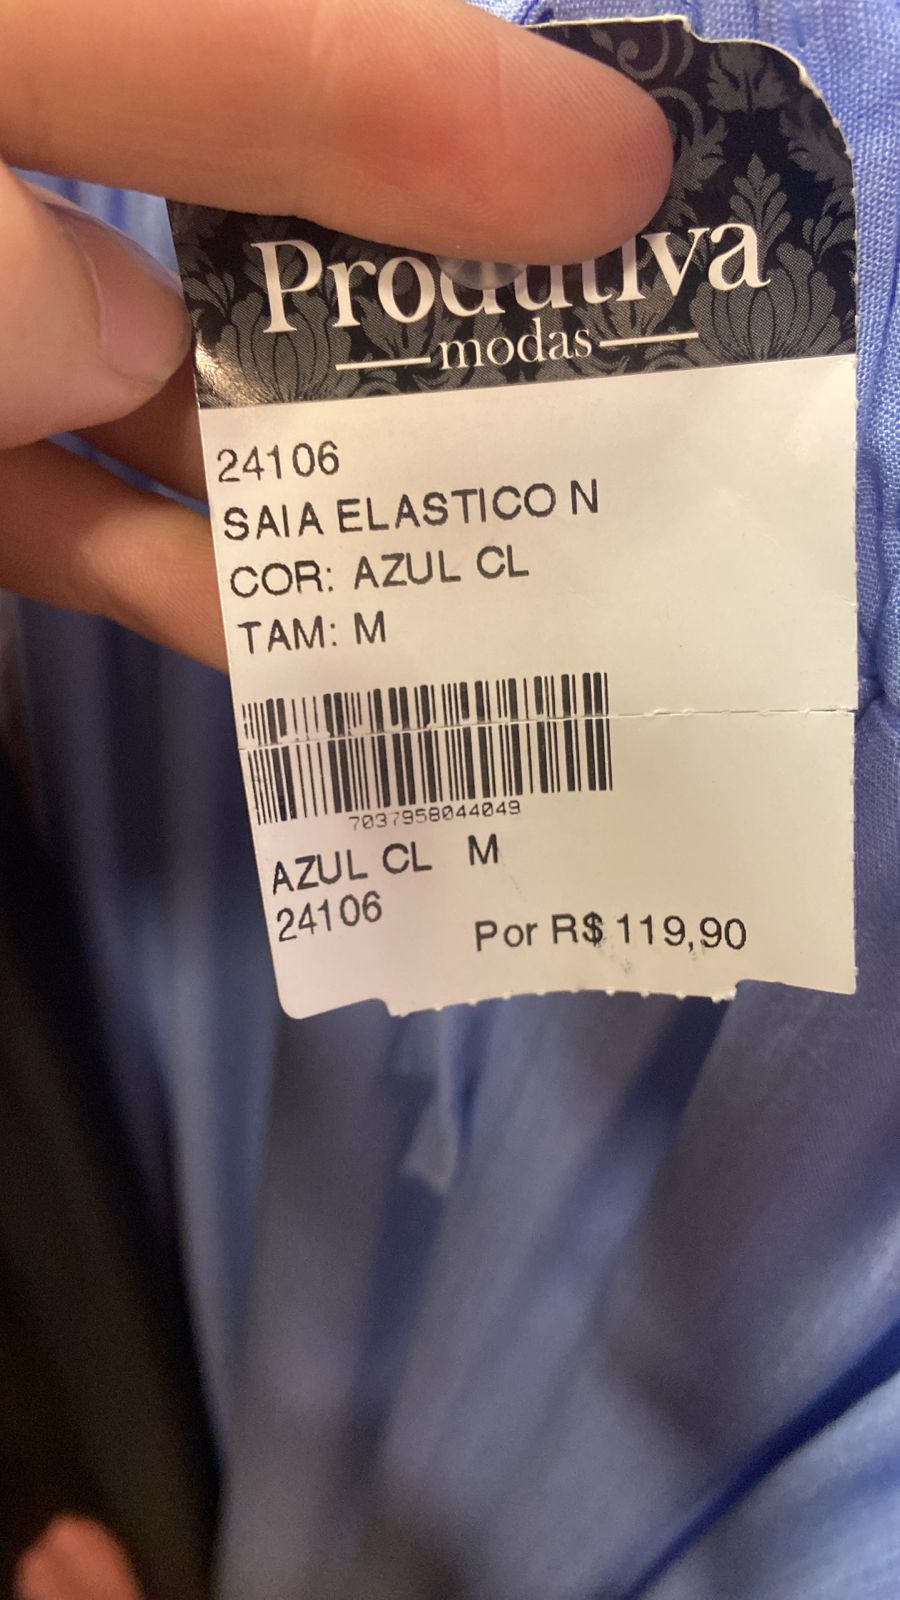 Produtiva
modas
24106
SAIA ELASTICO N
COR: AZUL CL
TAM: M
7037958044049
AZUL CL M
24106
Por R$ 119,90